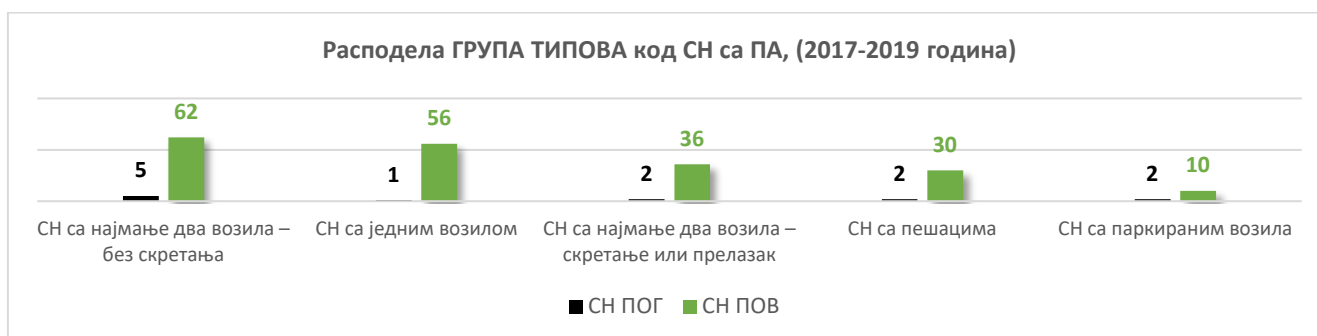 Расподела ГРУПА ТИПОВА код СН са ПА, (2017-2019 година)
62
56
36
30
10
5
1
2
2
2
СН са најмање два возила –
без скретања
СН са једним возилом
СН са најмање два возила –
скретање или прелазак
СН са пешацима
СН са паркираним возила
СН ПОГ
СН ПОВ